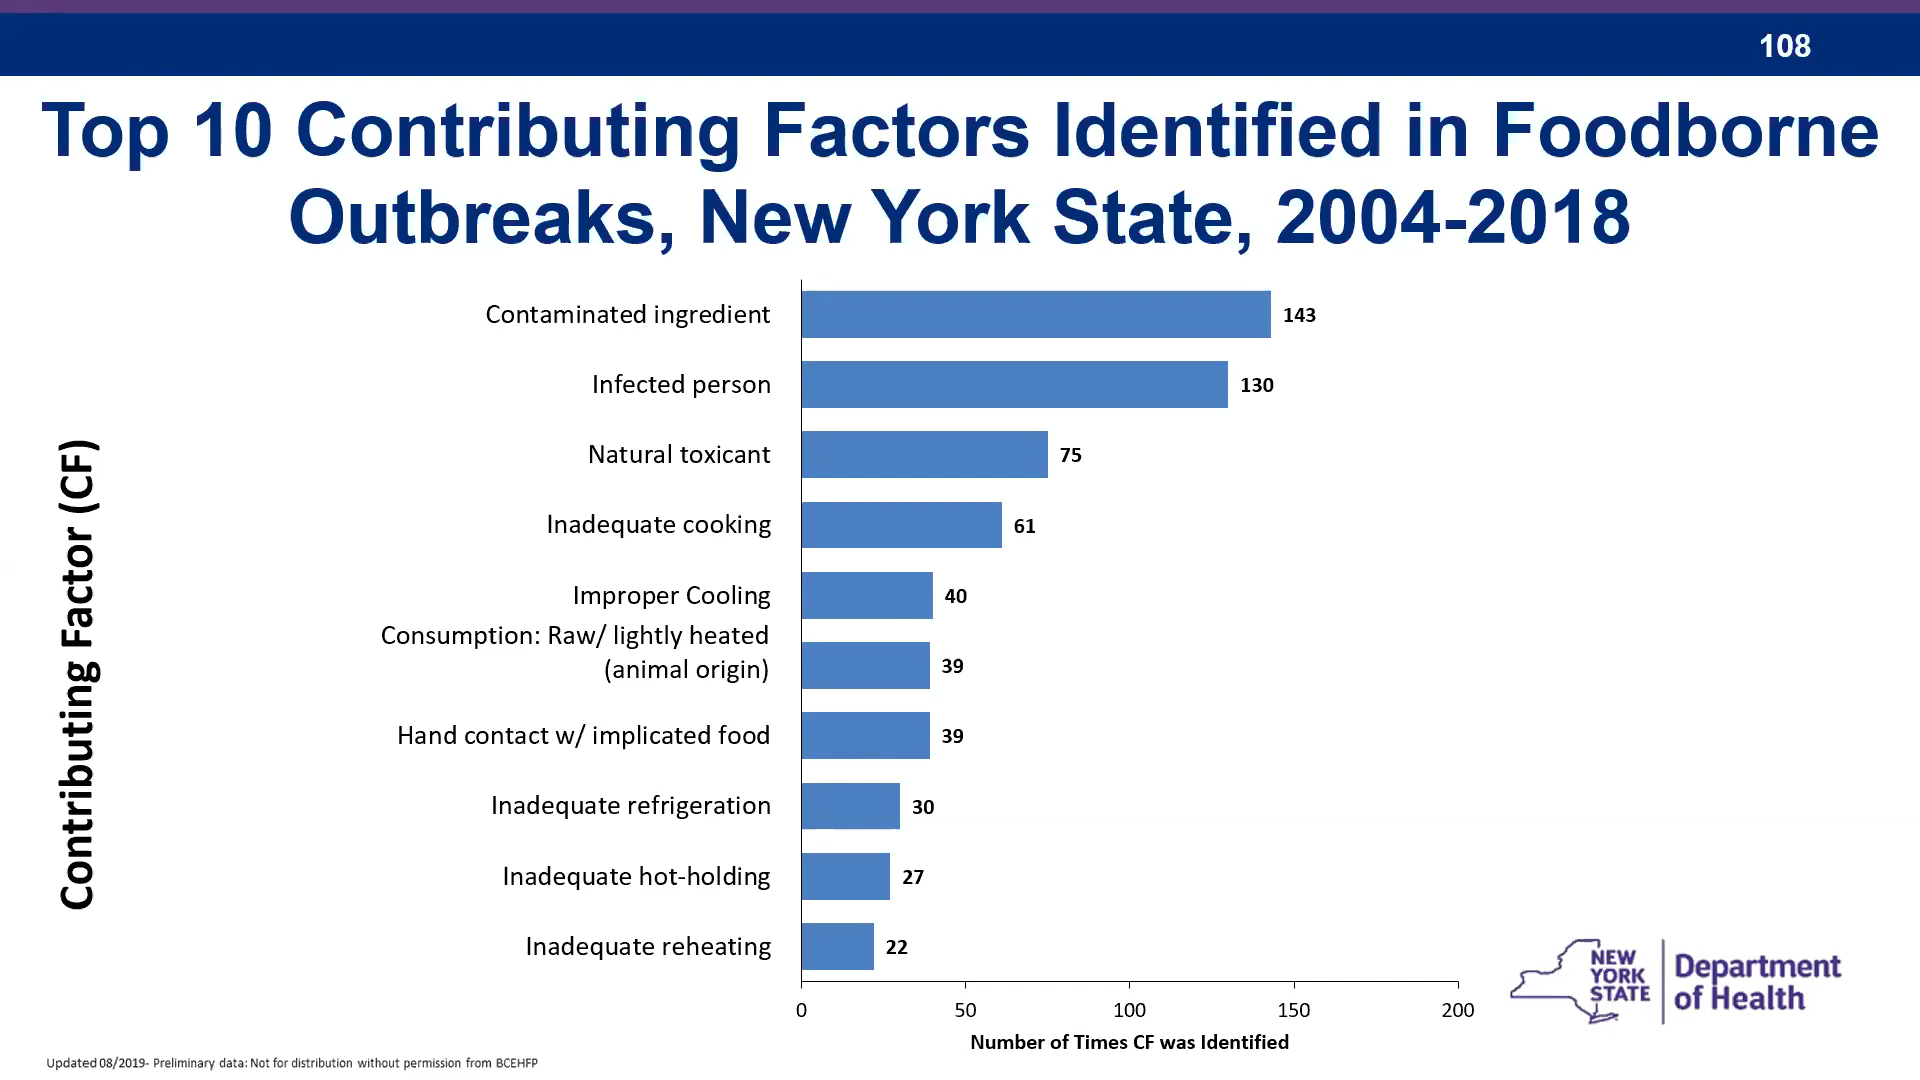 108
Top 10 Contributing Factors Identified in Foodborne
Outbreaks, New York State, 2004-2018
Contributing Factor (CF)
Contaminated ingredient 143
Infected person 130
Natural toxicant 75
Inadequate cooking 61
Improper Cooling 40
Consumption: Raw/ lightly heated
(animal origin) 39
Hand contact w/ implicated food 39
Inadequate refrigeration 30
Inadequate hot-holding 27
Inadequate reheating 22
0 50 100 150 200
Number of Times CF was Identified
NEW
YORK
STATE
Department
of Health
Updated 08/2019- Preliminary data: Not for distribution without permission from BCEHFP